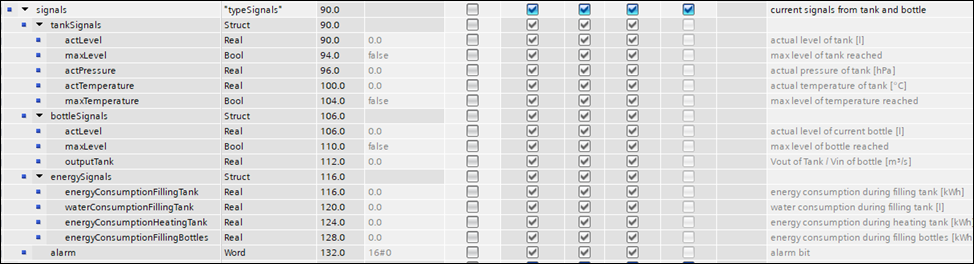 signals "typeSignals" 90.0 current signals from tank and bottle
tankSignals Struct 90.0
actLevel Real 90.0 0.0 actual level of tank [l]
maxLevel Bool 94.0 false max level of tank reached
actPressure Real 96.0 0.0 actual pressure of tank [hPa]
actTemperature Real 100.0 0.0 actual temperature of tank [°C]
maxTemperature Bool 104.0 false max level of temperature reached
bottleSignals Struct 106.0
actLevel Real 106.0 0.0 actual level of current bottle [l]
maxLevel Bool 110.0 false max level of bottle reached
outputTank Real 112.0 0.0 Vout of Tank / Vin of bottle [m³/s]
energySignals Struct 116.0
energyConsumptionFillingTank Real 116.0 0.0 energy consumption during filling tank [kWh]
waterConsumptionFillingTank Real 120.0 0.0 water consumption during filling tank [l]
energyConsumptionHeatingTank Real 124.0 0.0 energy consumption during heating tank [kWh
energyConsumptionFillingBottles Real 128.0 0.0 energy consumption during filling bottles [kWh
alarm Word 132.0 16#0 alarm bit